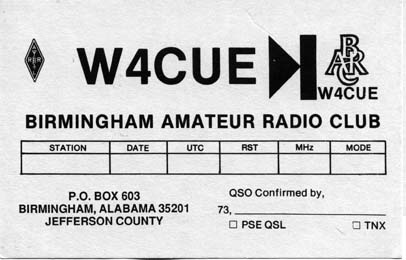 W4CUE
BARC
W4CUE
BIRMINGHAM AMATEUR RADIO CLUB
STATION DATE UTC RST MHz MODE
P.O. BOX 603
BIRMINGHAM, ALABAMA 35201
JEFFERSON COUNTY
QSO Confirmed by,
73,
PSE QSL TNX